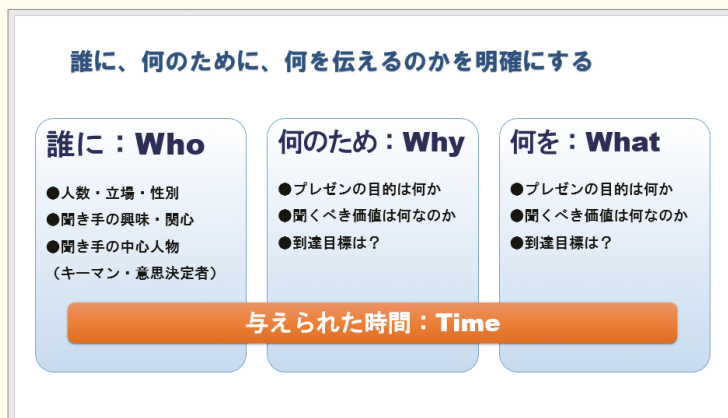 誰に、何のために、何を伝えるのかを明確にする
誰に：Who
●人数・立場・性別
●聞き手の興味・関心
●聞き手の中心人物
（キーマン・意思決定者）
何のため：Why
●プレゼンの目的は何か
●聞くべき価値は何なのか
●到達目標は？
何を：What
●プレゼンの目的は何か
●聞くべき価値は何なのか
●到達目標は？
与えられた時間：Time